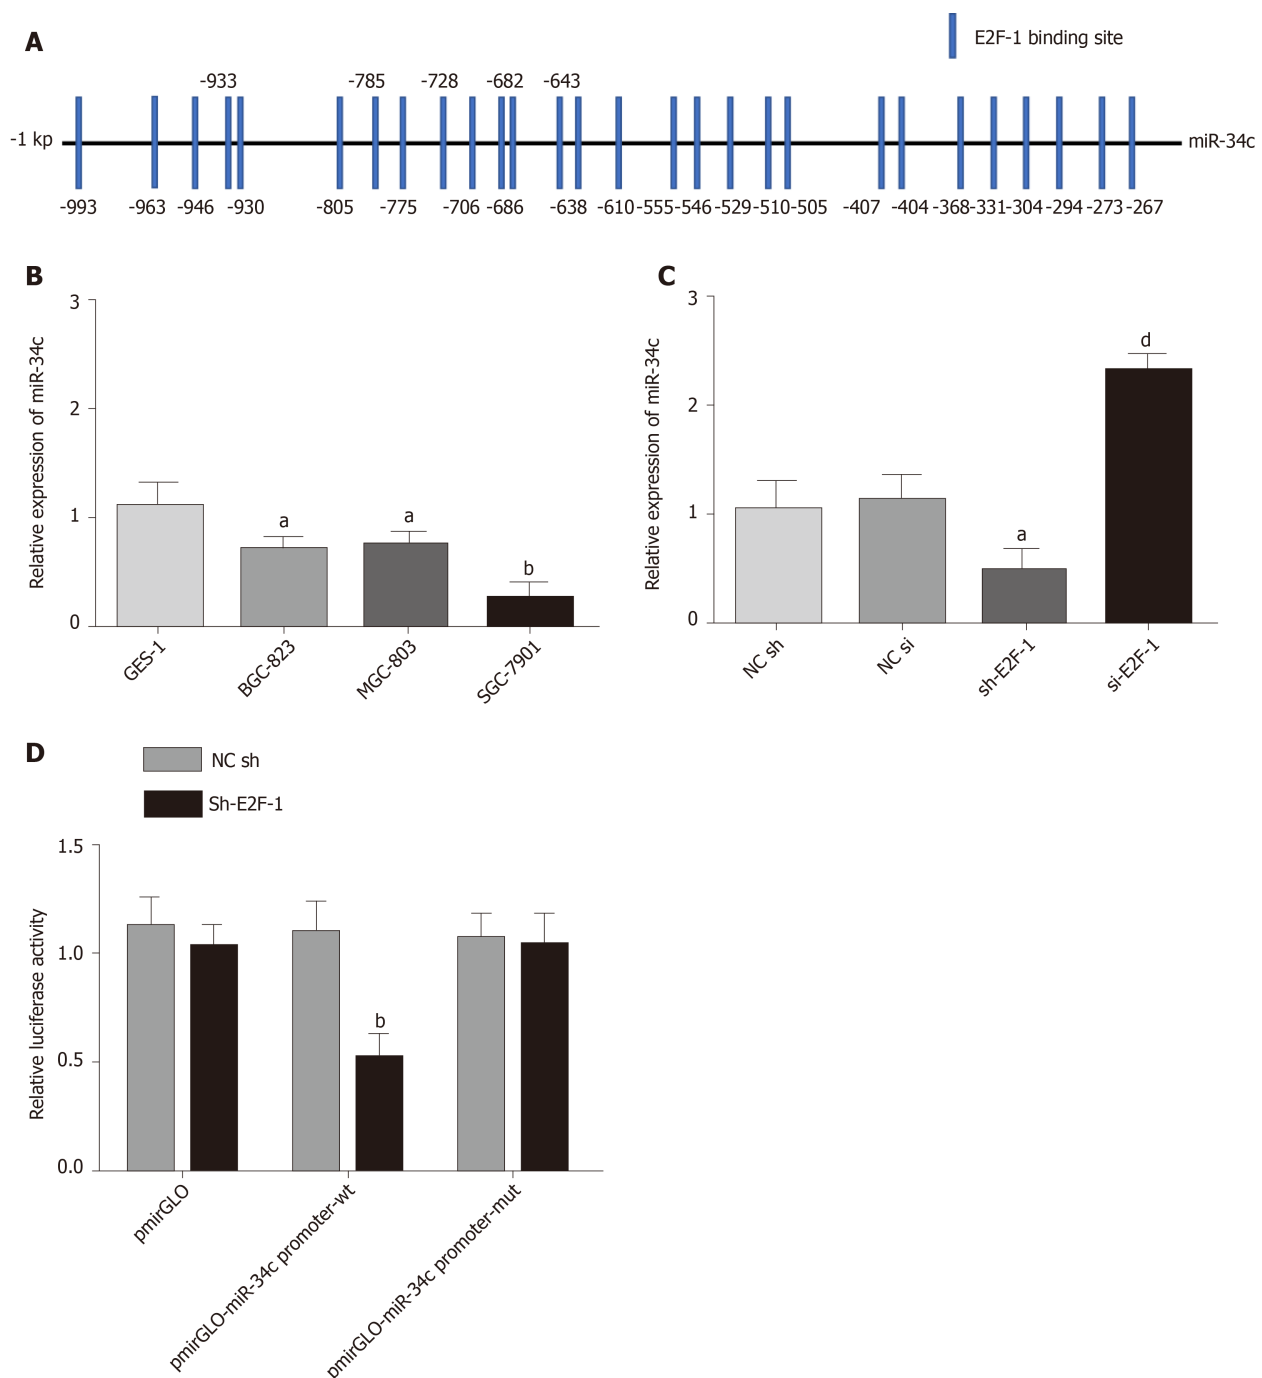 A
E2F-1 binding site
-933 -785 -728 -682 -643
-1 kp
miR-34c
-993 -963 -946 -930 -805 -775 -706 -686 -638 -610 -555 -546 -529 -510 -505 -407 -404 -368 -331 -304 -294 -273 -267
B
Relative expression of miR-34c
3
2
1
0
a
a
b
GES-1
BGC-823
MGC-803
SGC-7901
C
Relative expression of miR-34c
3
2
1
0
a
d
NC sh
NC si
sh-E2F-1
si-E2F-1
D
NC sh
Sh-E2F-1
Relative luciferase activity
1.5
1.0
0.5
0.0
b
pmirGLO
pmirGLO-miR-34c promoter-wt
pmirGLO-miR-34c promoter-mut